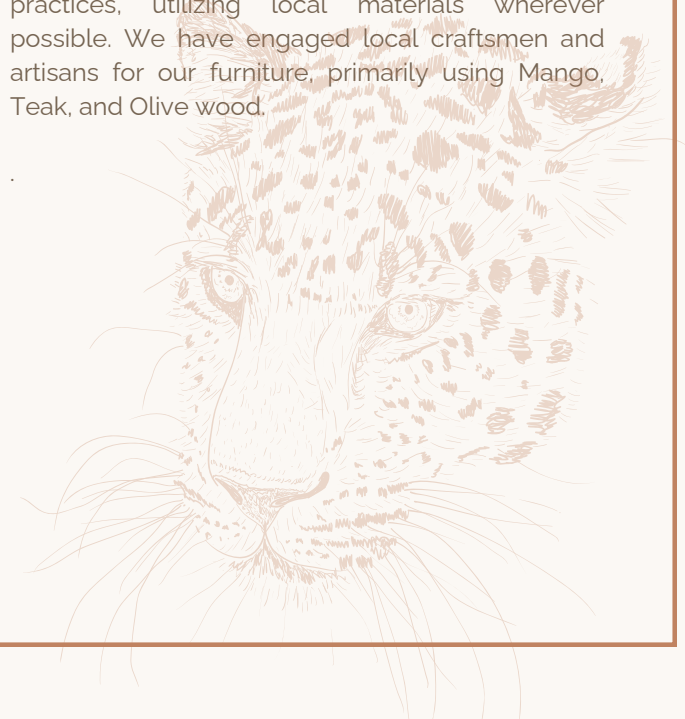 practices, utilizing local materials wherever
possible. We have engaged local craftsmen and
artisans for our furniture, primarily using Mango,
Teak, and Olive wood.
.